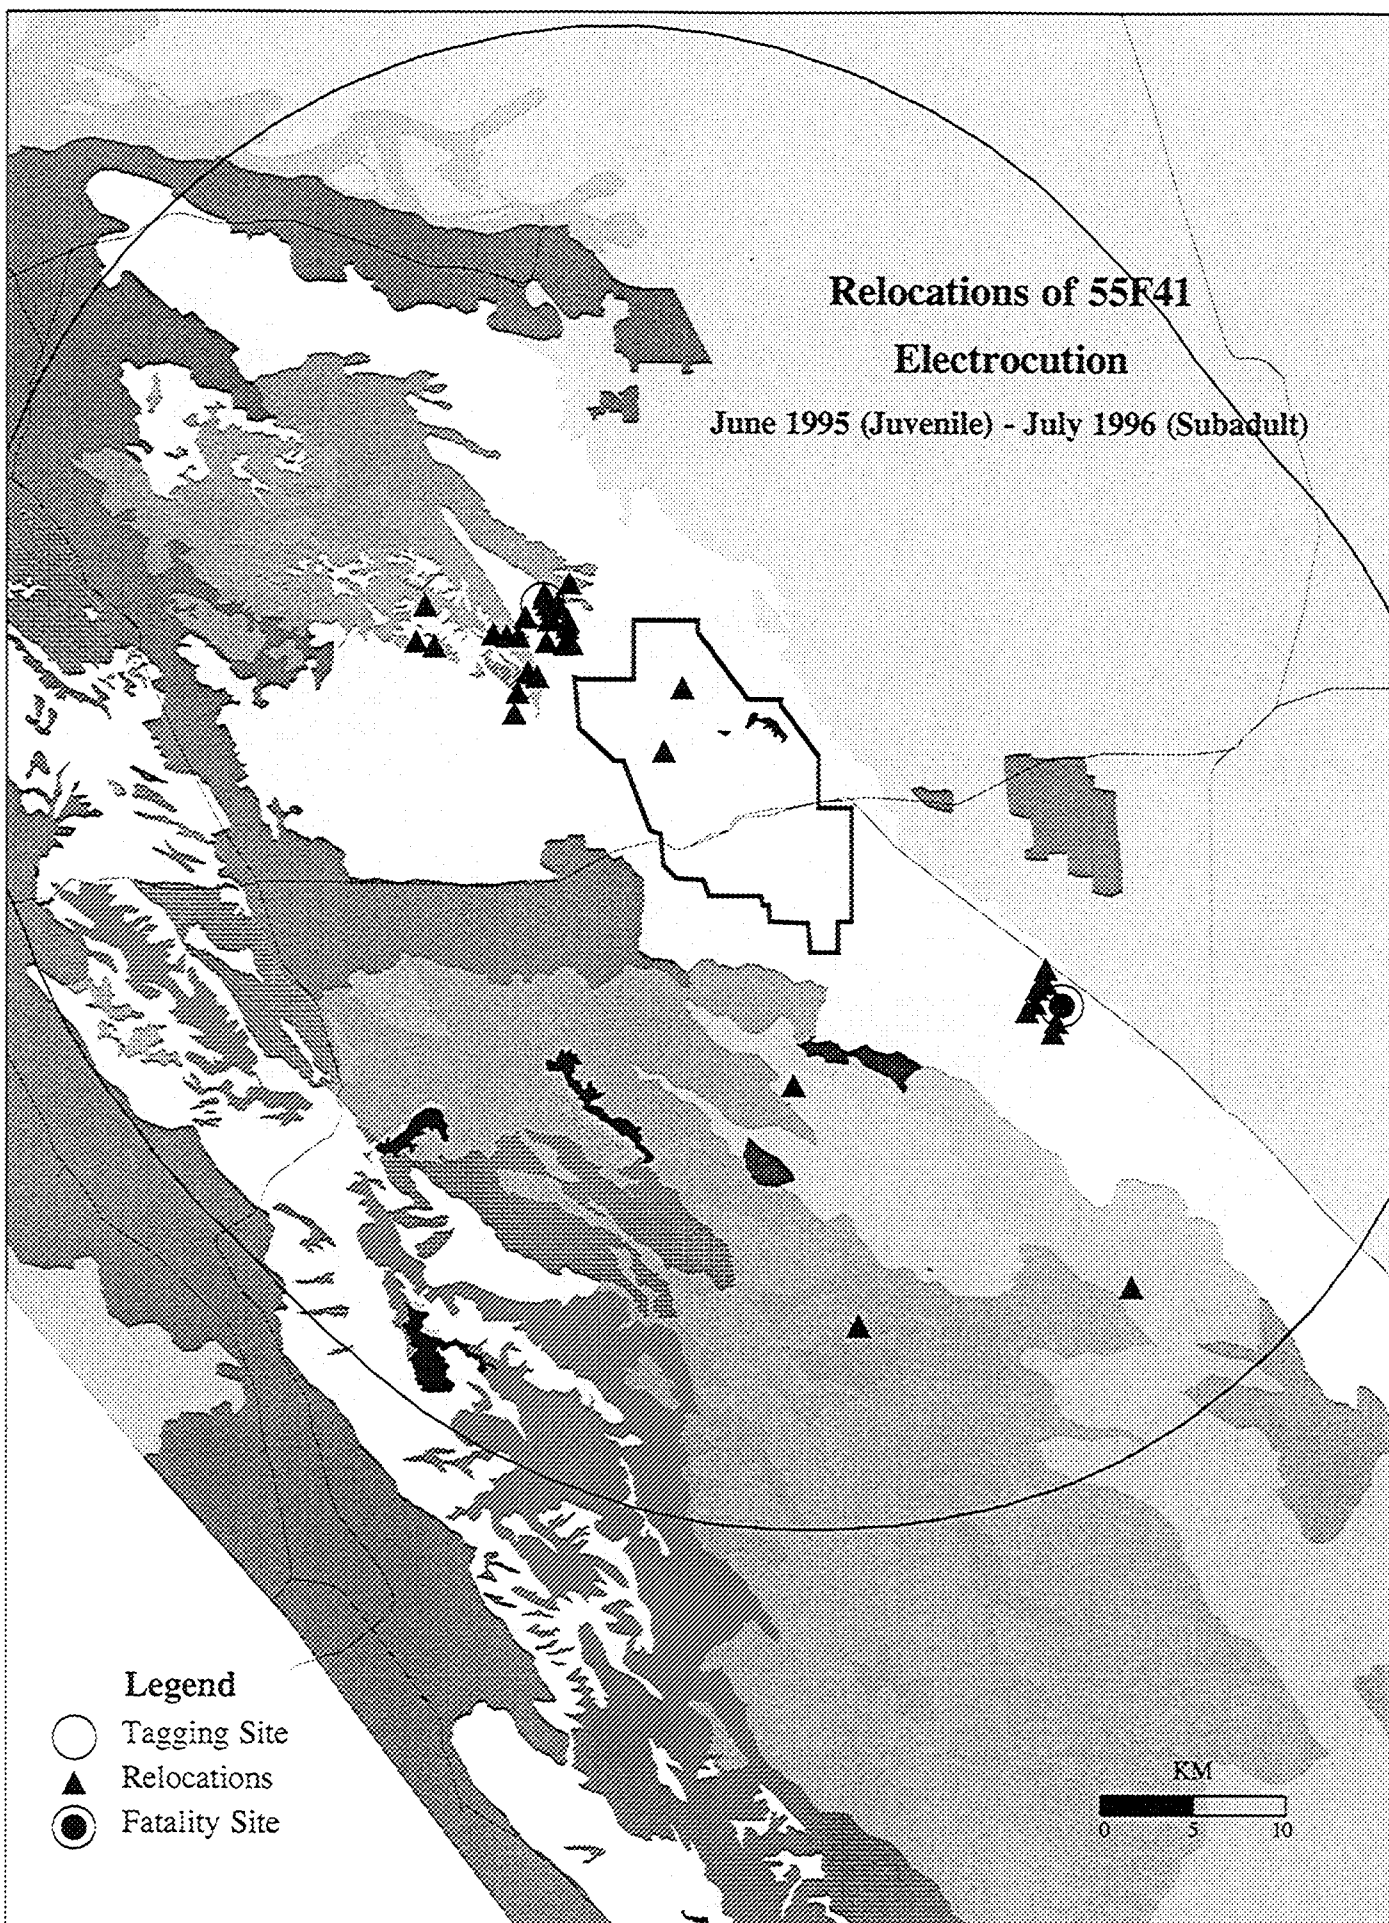 Relocations of 55F41
Electrocution
June 1995 (Juvenile) - July 1996 (Subadult)
Legend
Tagging Site
Relocations
Fatality Site
KM
0 5 10